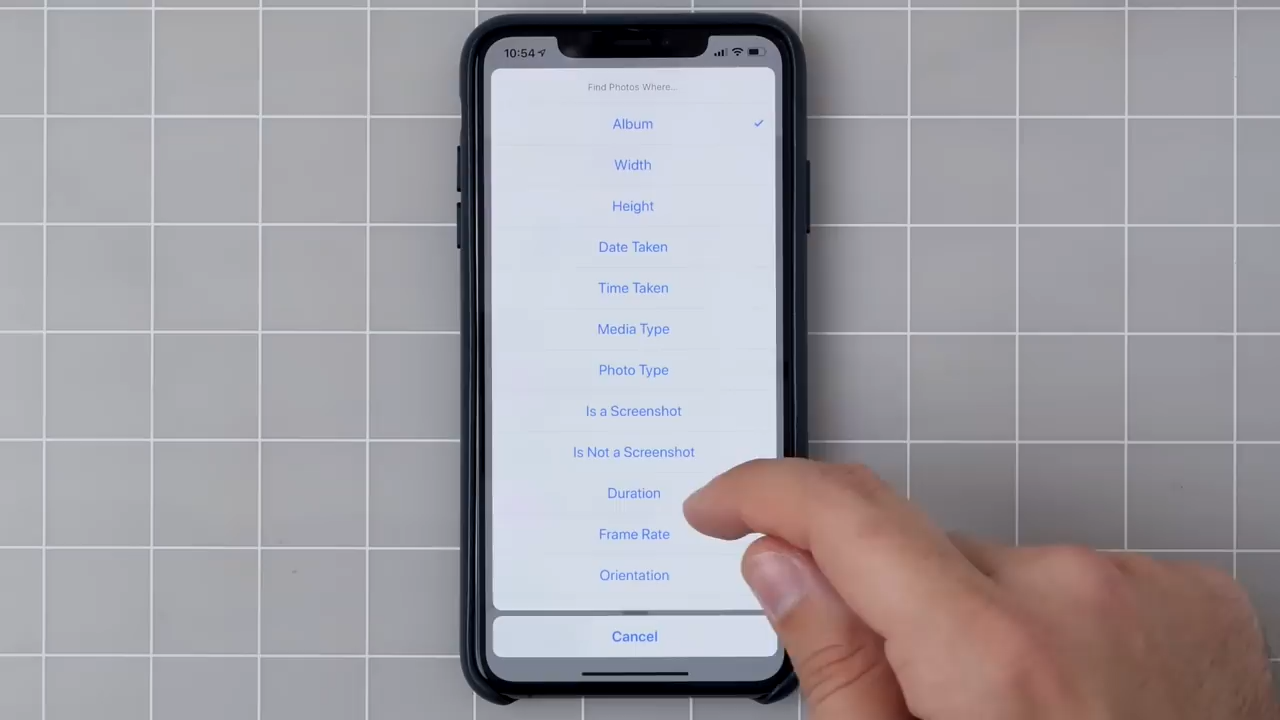 10:54
Find Photos Where...
Album
Width
Height
Date Taken
Time Taken
Media Type
Photo Type
Is a Screenshot
Is Not a Screenshot
Duration
Frame Rate
Orientation
Cancel